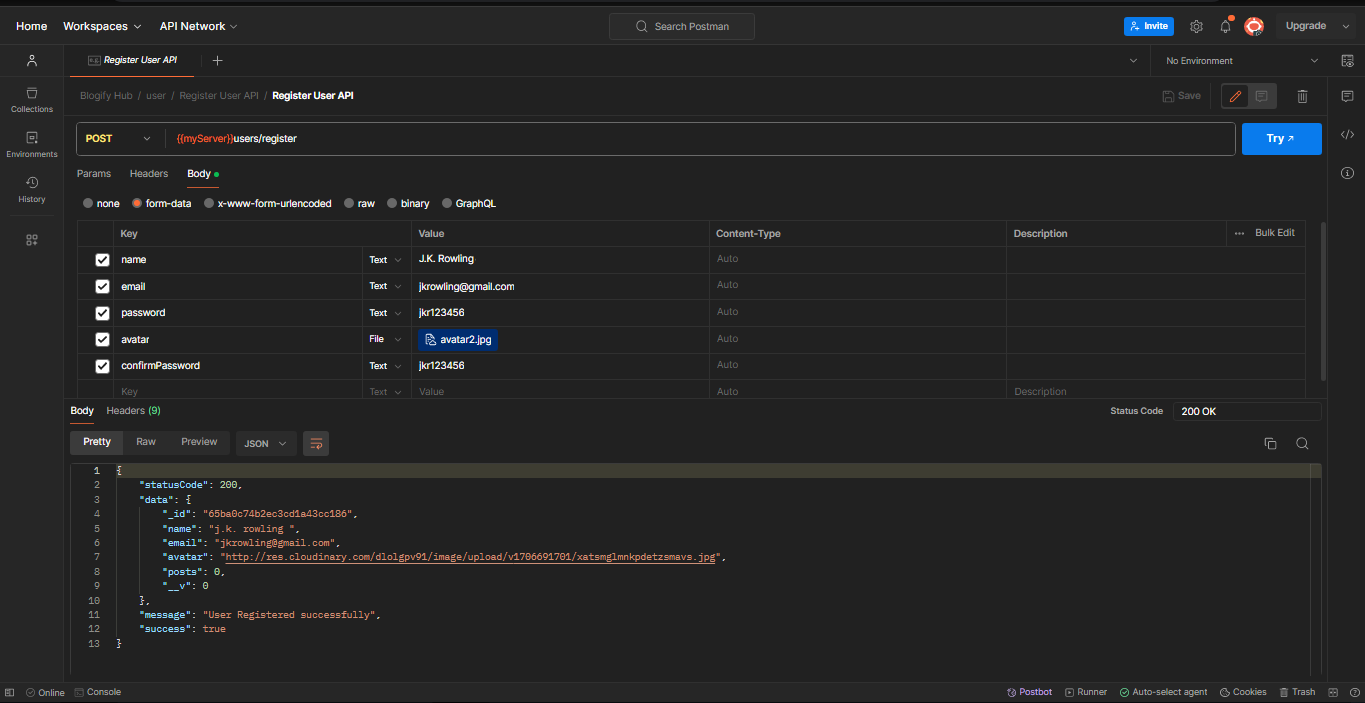 Home Workspaces API Network Search Postman Invite Upgrade
Register User API No Environment
Blogify Hub / user / Register User API / Register User API Save
Collections
Environments
History
POST {{myServer}}users/register Try
Params Headers Body
none form-data x-www-form-urlencoded raw binary GraphQL
Key Value Content-Type Description Bulk Edit
name Text J.K. Rowling Auto
email Text jkrowling@gmail.com Auto
password Text jkr123456 Auto
avatar File avatar2.jpg Auto
confirmPassword Text jkr123456 Auto
Key Text Value Auto Description
Body Headers (9) Status Code 200 OK
Pretty Raw Preview JSON
1 {
2 "statusCode": 200,
3 "data": {
4 "_id": "65ba0c74b2ec3cd1a43cc186",
5 "name": "j.k. rowling ",
6 "email": "jkrowling@gmail.com",
7 "avatar": "http://res.cloudinary.com/dlolgpv91/image/upload/v1706691701/xatsmglmnkpdetzsmavs.jpg",
8 "posts": 0,
9 "__v": 0
10 },
11 "message": "User Registered successfully",
12 "success": true
13 }
Online Console Postbot Runner Auto-select agent Cookies Trash